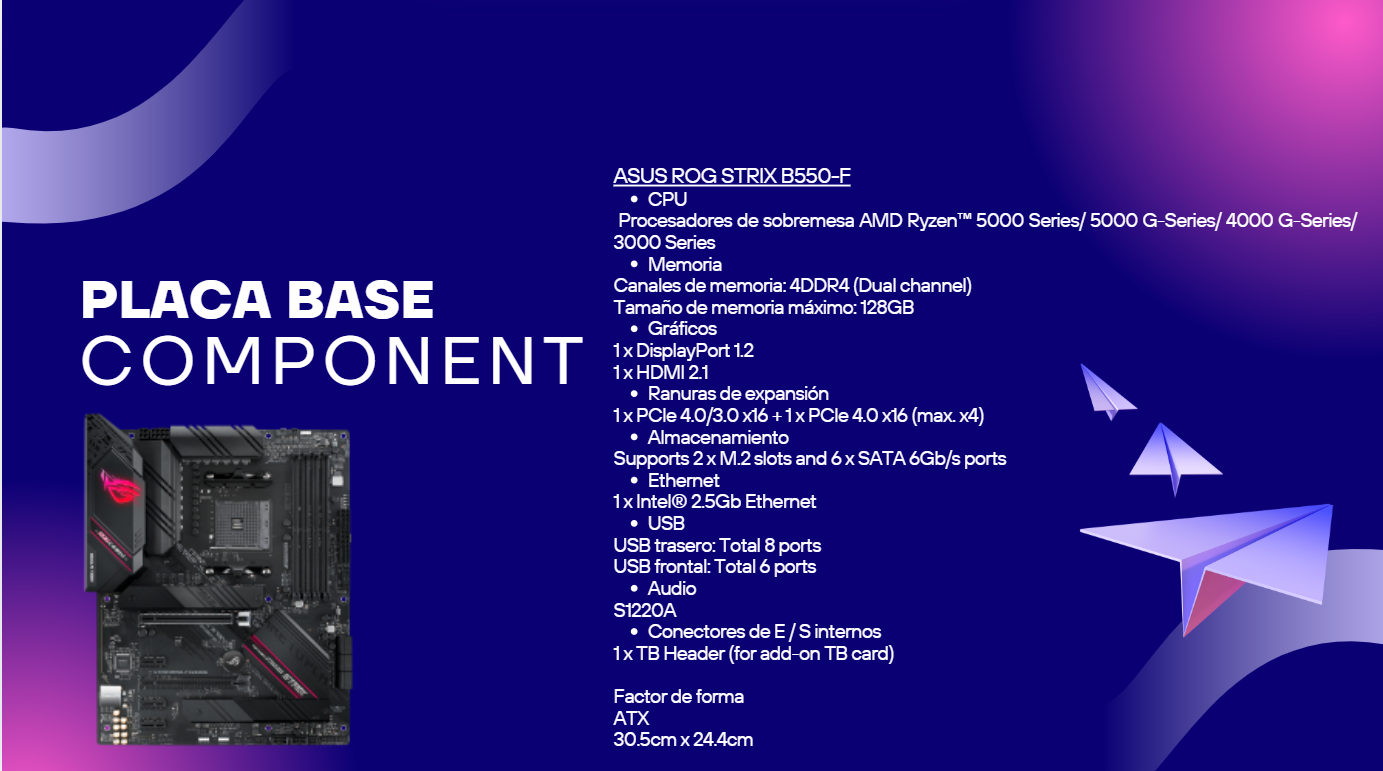 PLACA BASE
COMPONENT
ASUS ROG STRIX B550-F
• CPU
Procesadores de sobremesa AMD Ryzen™ 5000 Series/ 5000 G-Series/ 4000 G-Series/
3000 Series
• Memoria
Canales de memoria: 4DDR4 (Dual channel)
Tamaño de memoria máximo: 128GB
• Gráficos
1 x DisplayPort 1.2
1 x HDMI 2.1
• Ranuras de expansión
1 x PCIe 4.0/3.0 x16 + 1 x PCIe 4.0 x16 (max. x4)
• Almacenamiento
Supports 2 x M.2 slots and 6 x SATA 6Gb/s ports
• Ethernet
1 x Intel® 2.5Gb Ethernet
• USB
USB trasero: Total 8 ports
USB frontal: Total 6 ports
• Audio
S1220A
• Conectores de E / S internos
1 x TB Header (for add-on TB card)
Factor de forma
ATX
30.5cm x 24.4cm